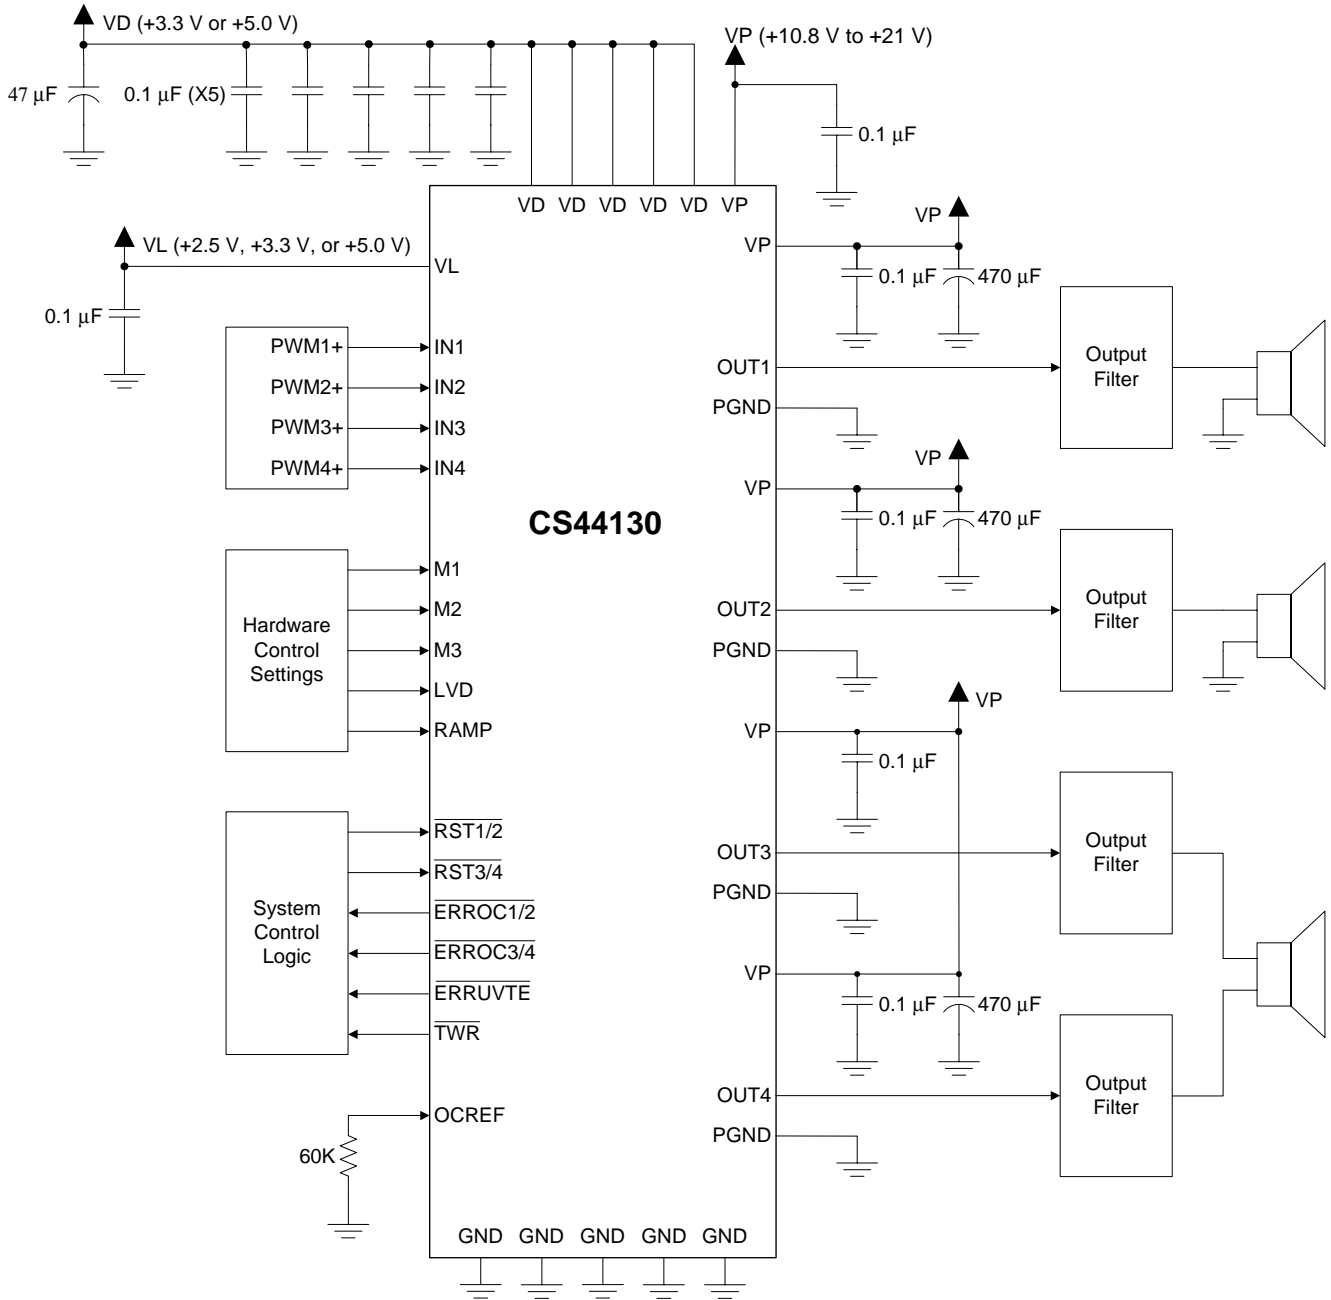 VD (+3.3 V or +5.0 V)
VP (+10.8 V to +21 V)
47 µF
0.1 µF (X5)
0.1 µF
VD VD VD VD VD VP
VL (+2.5 V, +3.3 V, or +5.0 V)
VL
0.1 µF
VP
VP
0.1 µF
470 µF
PWM1+
PWM2+
PWM3+
PWM4+
IN1
IN2
IN3
IN4
OUT1
PGND
Output
Filter
CS44130
VP
VP
0.1 µF
470 µF
Hardware
Control
Settings
M1
M2
M3
LVD
RAMP
OUT2
PGND
Output
Filter
VP
VP
0.1 µF
System
Control
Logic
RST1/2
RST3/4
ERROC1/2
ERROC3/4
ERRUVTE
TWR
OUT3
PGND
Output
Filter
VP
0.1 µF
470 µF
OUT4
PGND
Output
Filter
OCREF
60K
GND GND GND GND GND